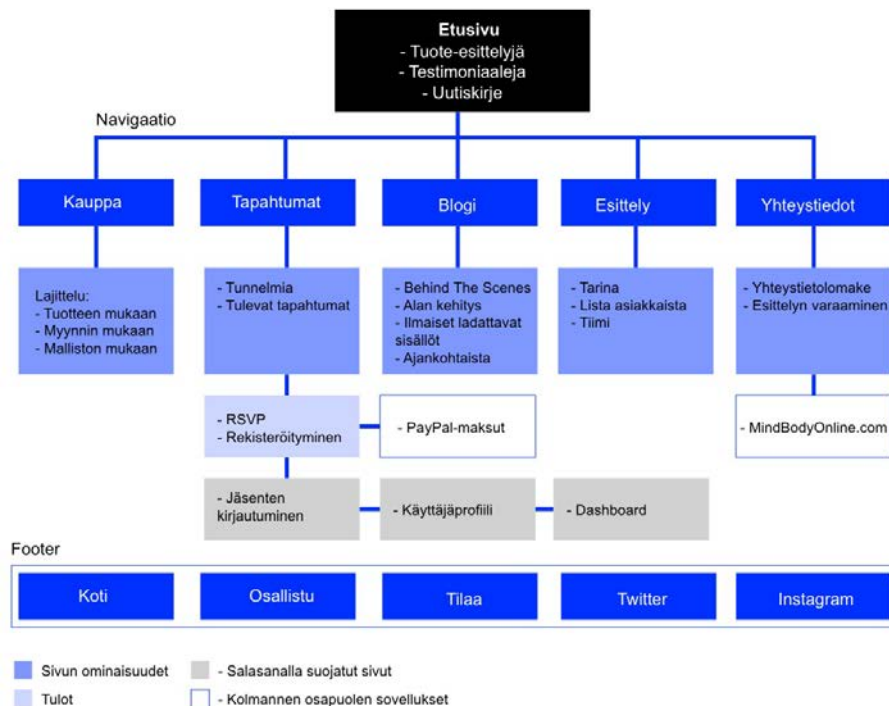 Etusivu
- Tuote-esittelyjä
- Testimoniaaleja
- Uutiskirje
Navigaatio
Kauppa
Tapahtumat
Blogi
Esittely
Yhteystiedot
Lajittelu:
- Tuotteen mukaan
- Myynnin mukaan
- Malliston mukaan
- Tunnelmia
- Tulevat tapahtumat
- Behind The Scenes
- Alan kehitys
- Ilmaiset ladattavat
sisällöt
- Ajankohtaista
- Tarina
- Lista asiakkaista
- Tiimi
- Yhteystietolomake
- Esittelyn varaaminen
- RSVP
- Rekisteröityminen
- PayPal-maksut
- MindBodyOnline.com
- Jäsenten
kirjautuminen
- Käyttäjäprofiili
- Dashboard
Footer
Koti
Osallistu
Tilaa
Twitter
Instagram
Sivun ominaisuudet
- Salasanalla suojatut sivut
Tulot
- Kolmannen osapuolen sovellukset